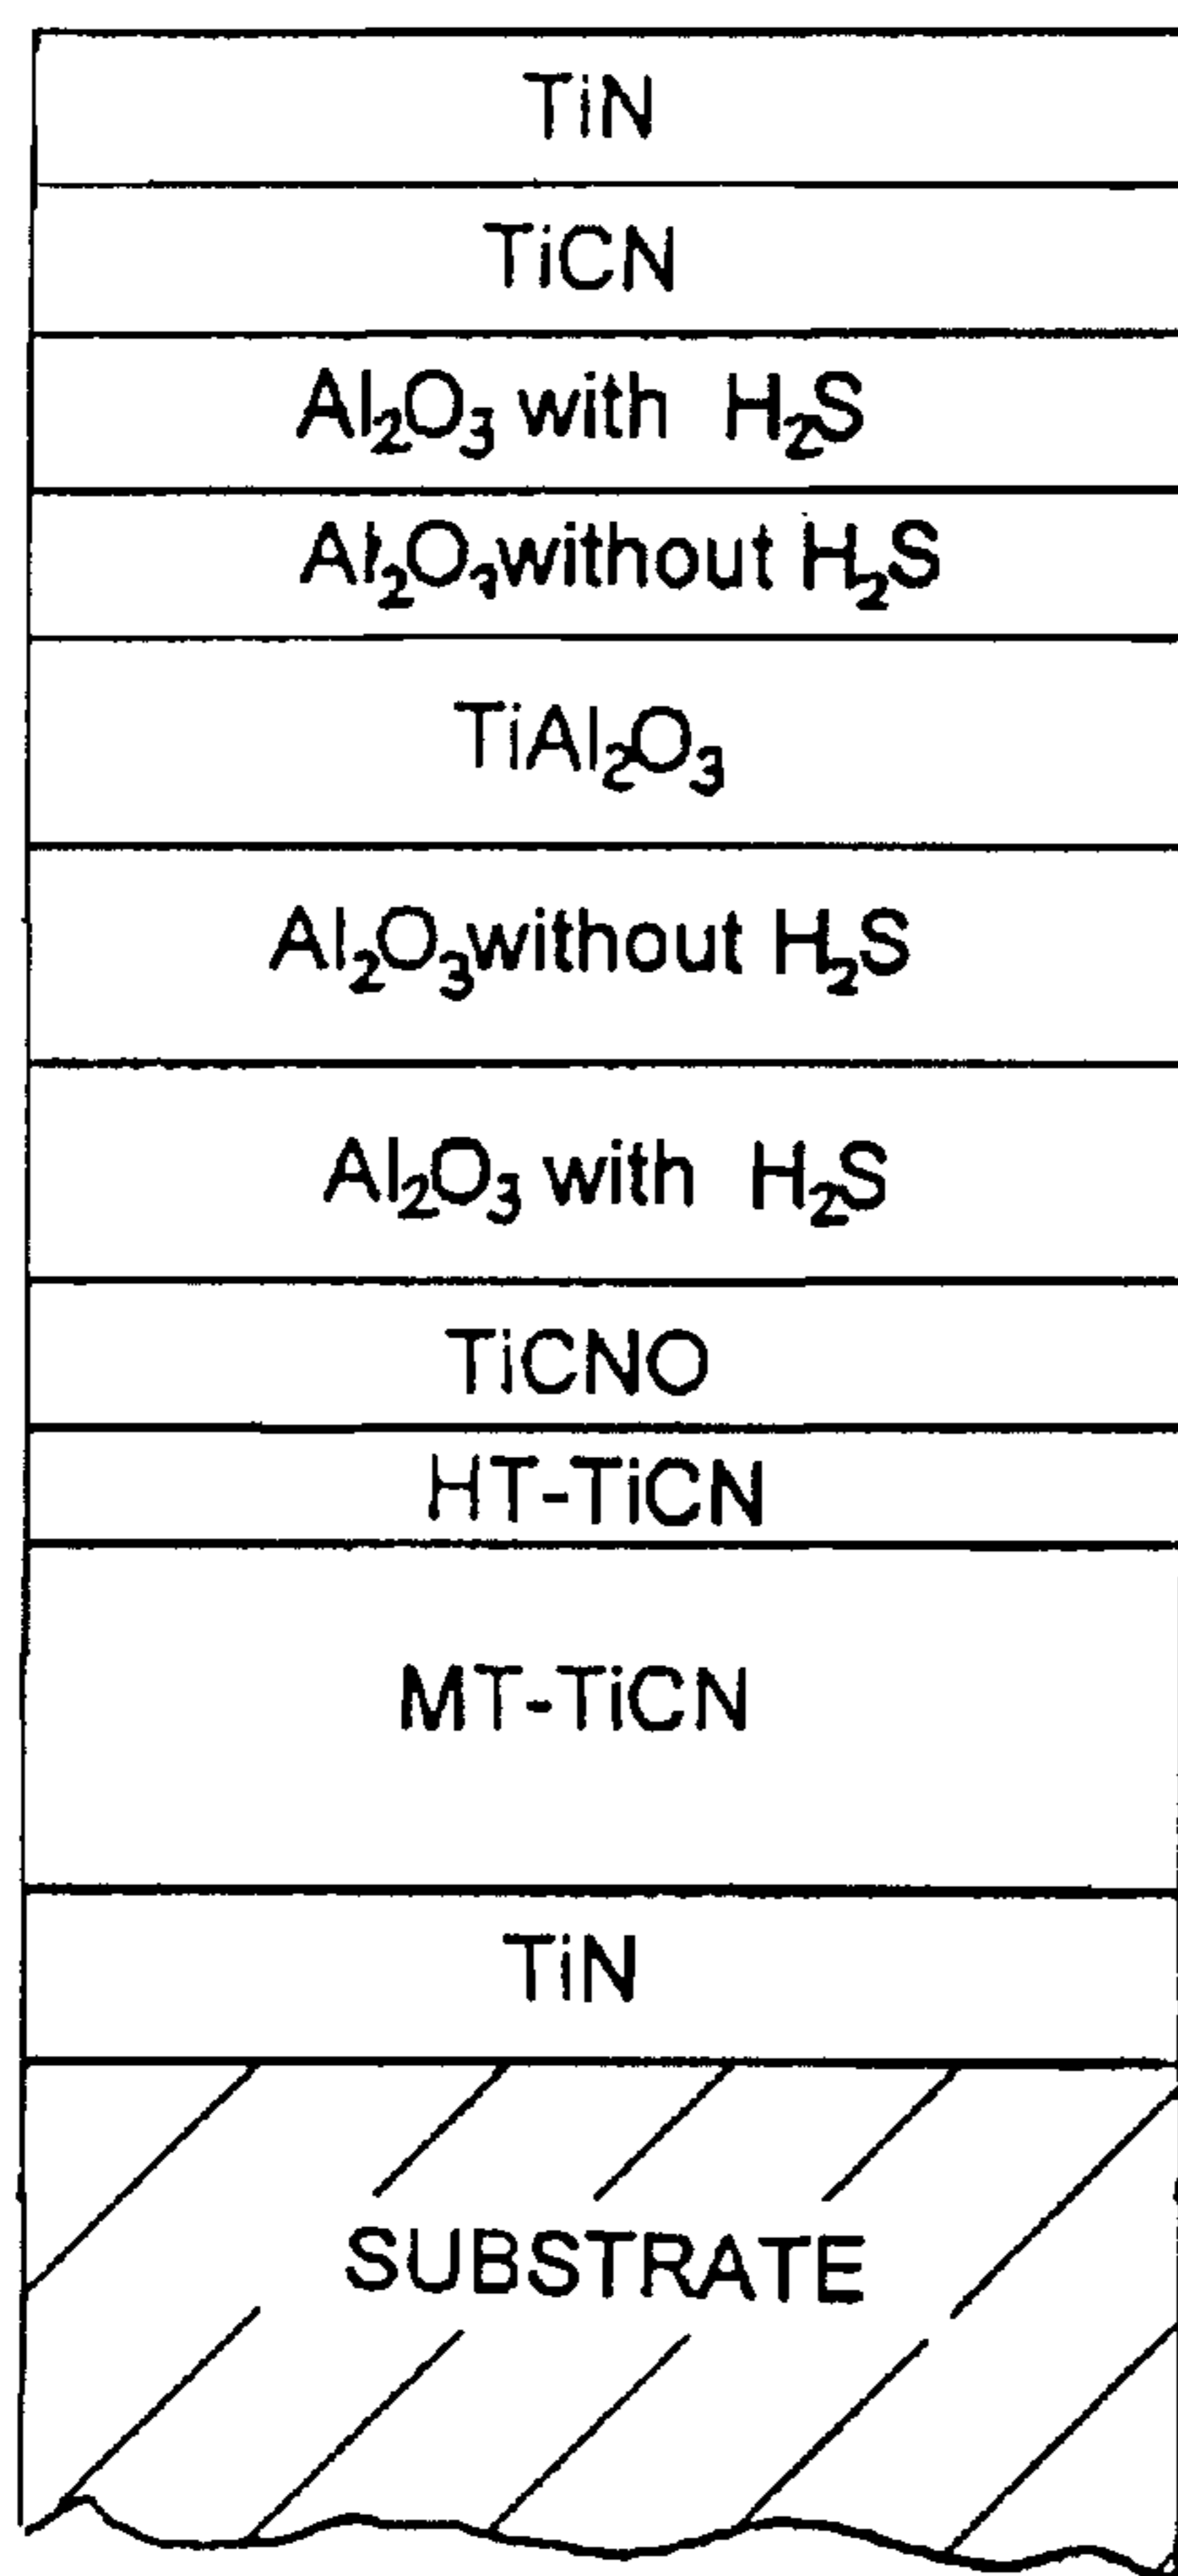 TiN
TiCN
Al₂O₃ with H₂S
Al₂O₃ without H₂S
TiAl₂O₃
Al₂O₃ without H₂S
Al₂O₃ with H₂S
TiCNO
HT-TiCN
MT-TiCN
TiN
SUBSTRATE